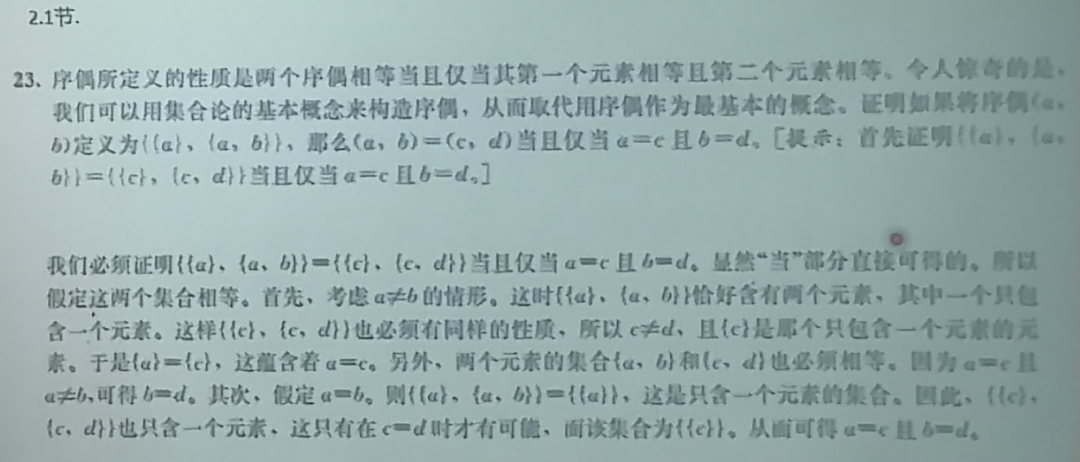 2.1节.
23、序偶所定义的性质是两个序偶相等当且仅当其第一个元素相等且第二个元素相等。令人惊奇的是，
我们可以用集合论的基本概念来构造序偶，从而取代用序偶作为最基本的概念。证明如果将序偶(a，
b)定义为{{a}，{a，b}}，那么(a，b)=(c，d)当且仅当 a=c 且 b=d。[提示：首先证明{{a}，{a，
b}}={{c}，{c，d}}当且仅当 a=c 且 b=d。]
我们必须证明{{a}、{a、b}}={{c}、{c、d}}当且仅当 a=c 且 b=d。显然“当”部分直接可得的。所以
假定这两个集合相等。首先，考虑 a≠b 的情形。这时{{a}、{a、b}}恰好含有两个元素，其中一个只包
含一个元素。这样{{c}、{c、d}}也必须有同样的性质，所以 c≠d、且{c}是那个只包含一个元素的元
素。于是{a}={c}，这蕴含着 a=c。另外，两个元素的集合{a、b}和{c、d}也必须相等。因为 a=c 且
a≠b,可得 b=d。其次，假定 a=b。则{{a}、{a、b}}={{a}}，这是只含一个元素的集合。因此，{{c}、
{c、d}}也只含一个元素、这只有在 c=d 时才有可能、而该集合为{{c}}。从而可得 a=c 且 b=d。